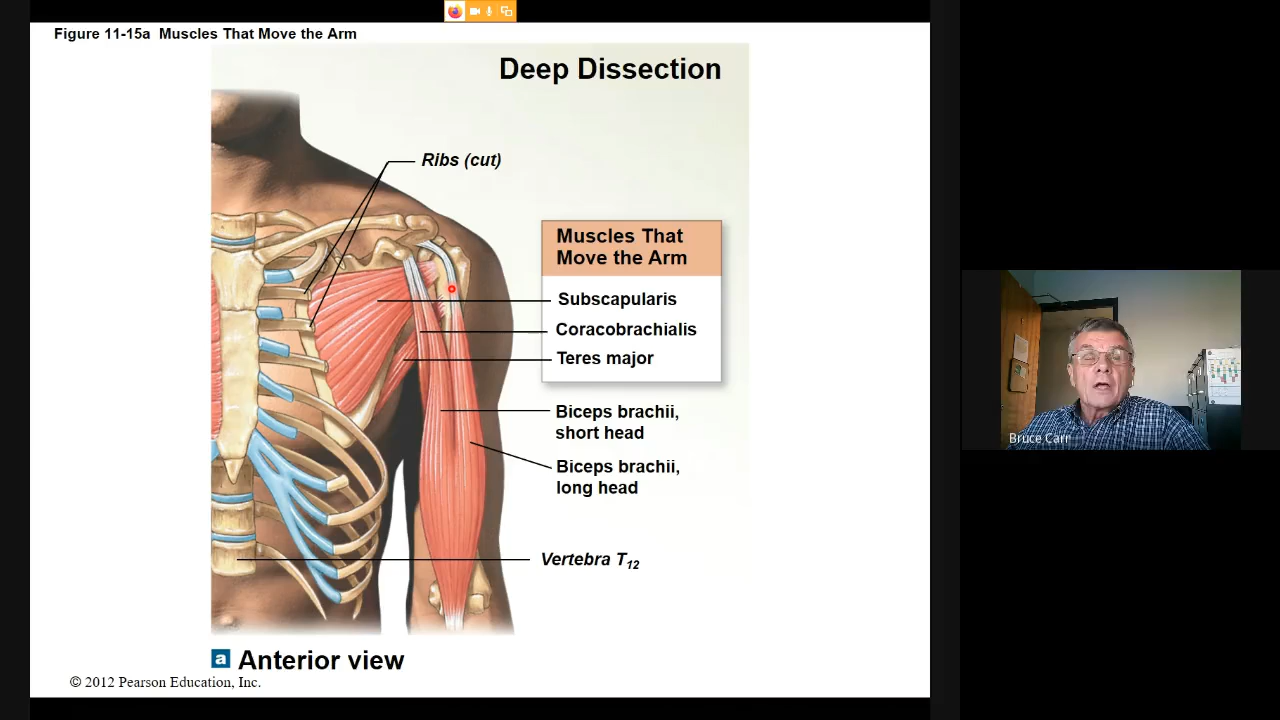 Figure 11-15a Muscles That Move the Arm
Deep Dissection
Ribs (cut)
Muscles That
Move the Arm
Subscapularis
Coracobrachialis
Teres major
Biceps brachii,
short head
Biceps brachii,
long head
Vertebra T12
a Anterior view
© 2012 Pearson Education, Inc.
Bruce Carr